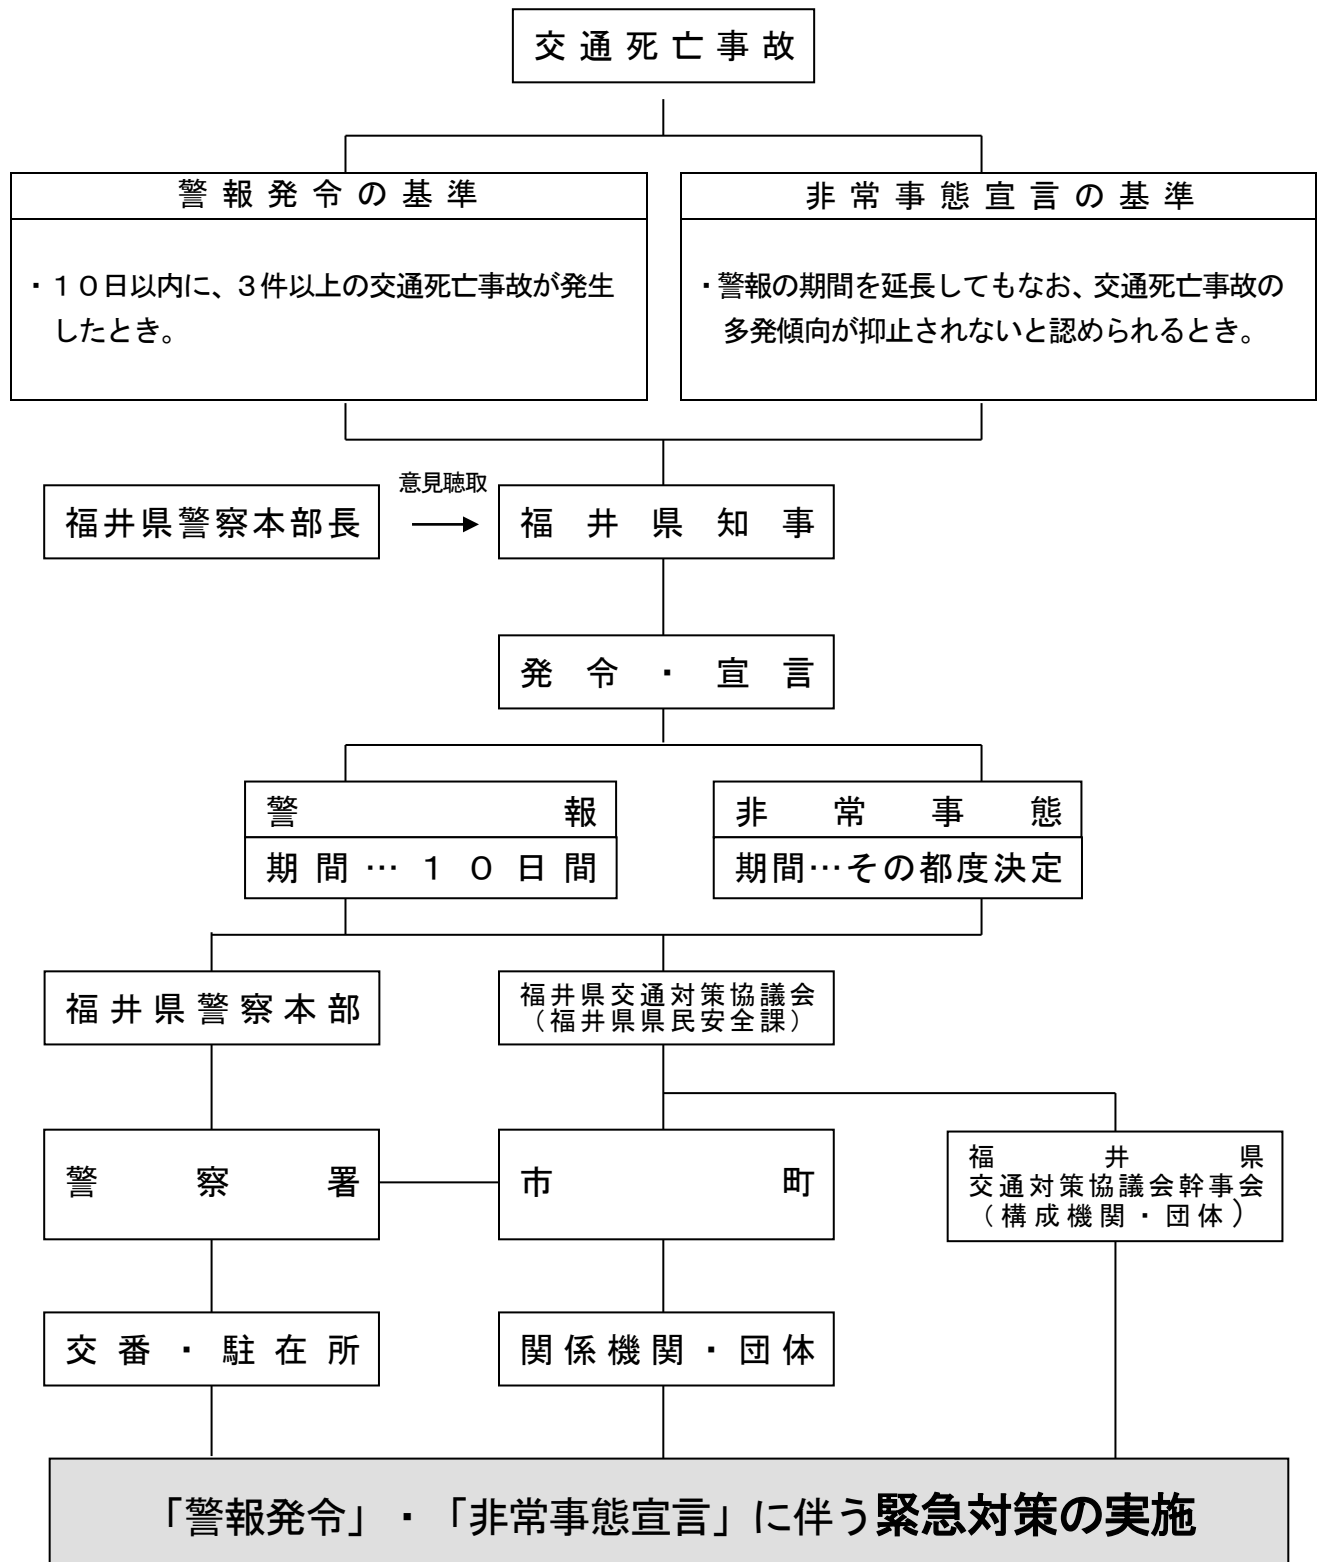 交通死亡事故
警報発令の基準
・１０日以内に、３件以上の交通死亡事故が発生
したとき。
非常事態宣言の基準
・警報の期間を延長してもなお、交通死亡事故の
多発傾向が抑止されないと認められるとき。
福井県警察本部長
意見聴取
福井県知事
発令・宣言
警報
期間…１０日間
非常事態
期間…その都度決定
福井県警察本部
福井県交通対策協議会
（福井県県民安全課）
警察署
市町
福井県
交通対策協議会幹事会
（構成機関・団体）
交番・駐在所
関係機関・団体
「警報発令」・「非常事態宣言」に伴う緊急対策の実施